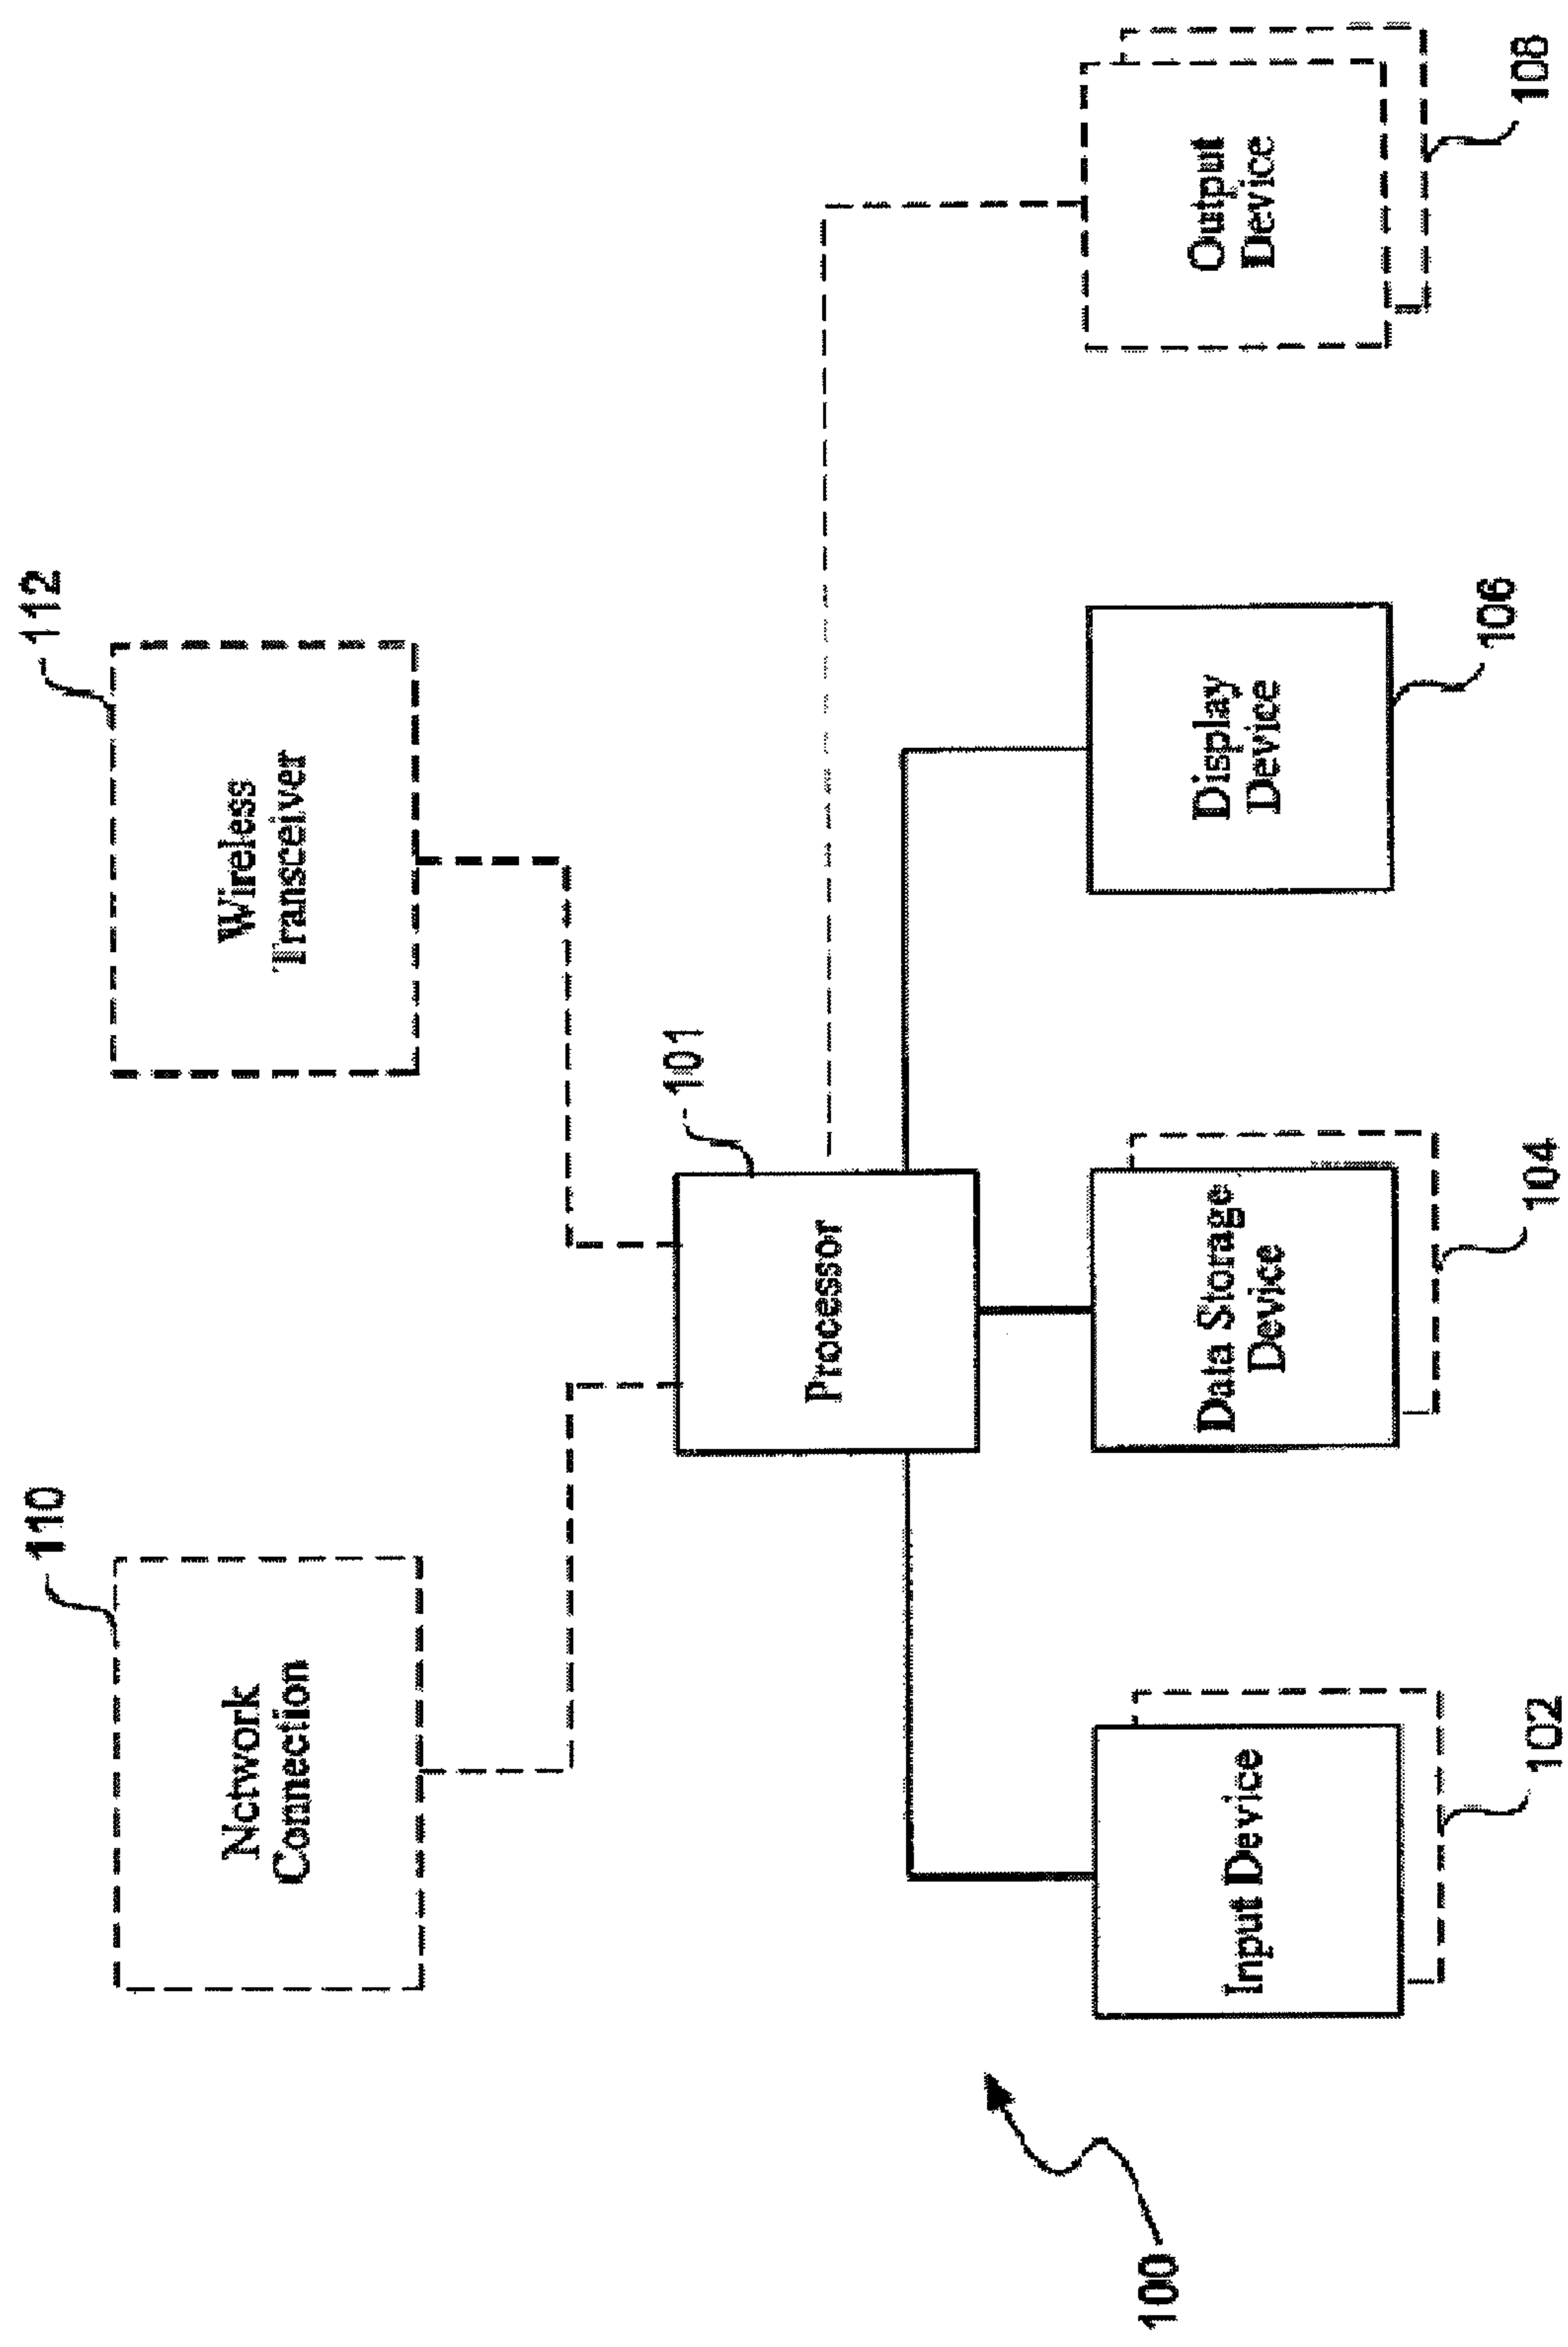 110
Network
Connection
112
Wireless
Transceiver
101
Processor
100
Input Device
102
Data Storage
Device
104
Display
Device
106
Output
Device
108